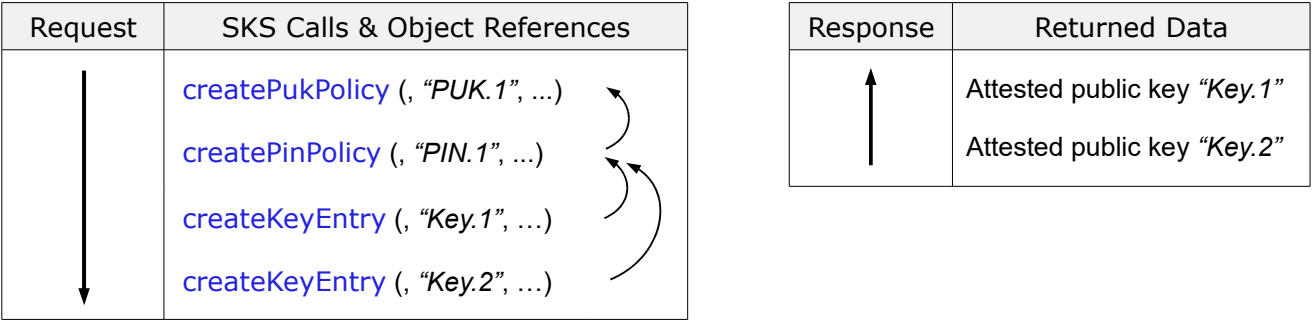 Request SKS Calls & Object References
createPukPolicy (, “PUK.1”, ...)
createPinPolicy (, “PIN.1”, ...)
createKeyEntry (, “Key.1”, …)
createKeyEntry (, “Key.2”, …)
Response Returned Data
Attested public key “Key.1”
Attested public key “Key.2”